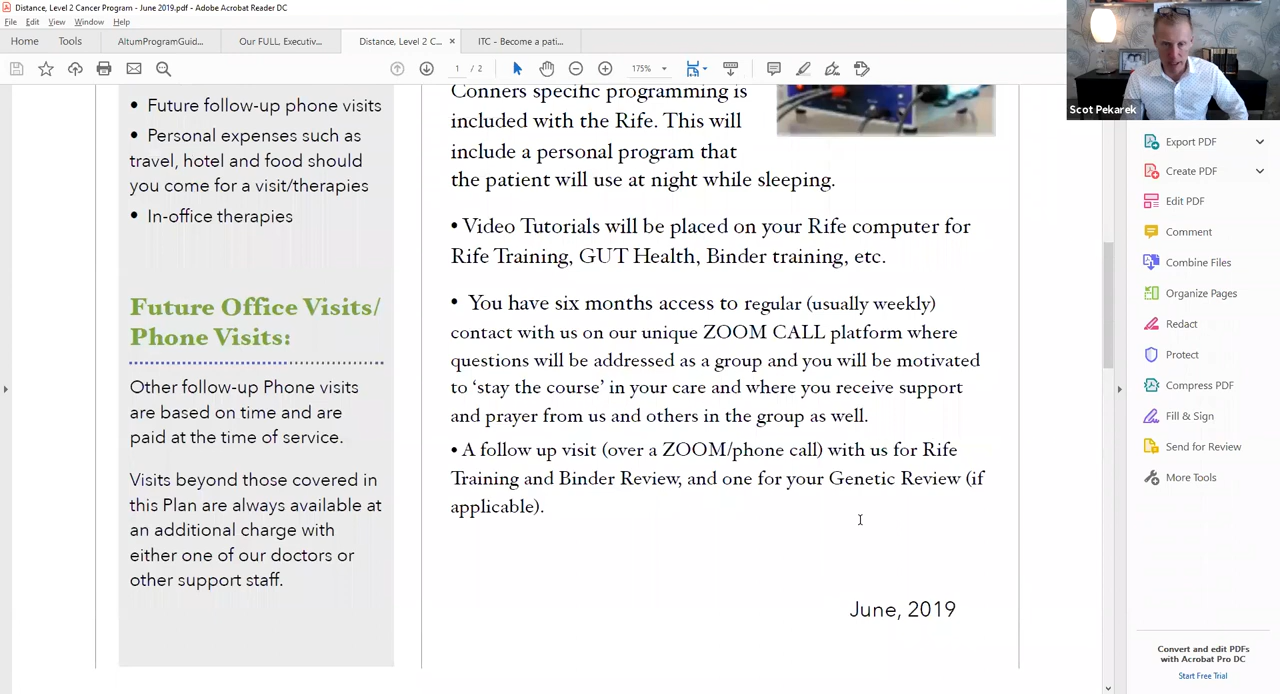 Distance, Level 2 Cancer Program - June 2019.pdf - Adobe Acrobat Reader DC
File Edit View Window Help
Home Tools AltumProgramGuid... Our FULL, Executiv... Distance, Level 2 C... × ITC - Become a pati...
1 / 2 175%
Scot Pekarek
• Future follow-up phone visits
• Personal expenses such as
travel, hotel and food should
you come for a visit/therapies
• In-office therapies
Future Office Visits/
Phone Visits:
Other follow-up Phone visits
are based on time and are
paid at the time of service.
Visits beyond those covered in
this Plan are always available at
an additional charge with
either one of our doctors or
other support staff.
Conners specific programming is
included with the Rife. This will
include a personal program that
the patient will use at night while sleeping.
• Video Tutorials will be placed on your Rife computer for
Rife Training, GUT Health, Binder training, etc.
• You have six months access to regular (usually weekly)
contact with us on our unique ZOOM CALL platform where
questions will be addressed as a group and you will be motivated
to ‘stay the course’ in your care and where you receive support
and prayer from us and others in the group as well.
• A follow up visit (over a ZOOM/phone call) with us for Rife
Training and Binder Review, and one for your Genetic Review (if
applicable).
June, 2019
Export PDF
Create PDF
Edit PDF
Comment
Combine Files
Organize Pages
Redact
Protect
Compress PDF
Fill & Sign
Send for Review
More Tools
Convert and edit PDFs
with Acrobat Pro DC
Start Free Trial